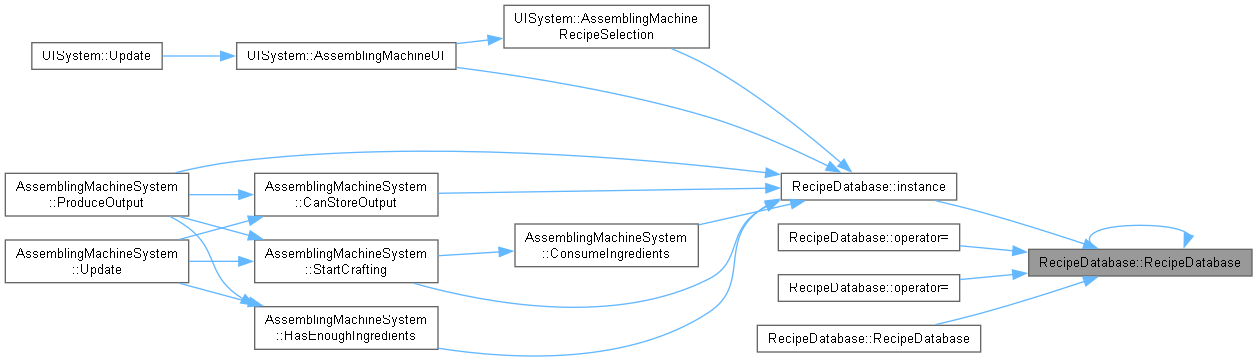 UISystem::AssemblingMachine
RecipeSelection
UISystem::Update
UISystem::AssemblingMachineUI
AssemblingMachineSystem
::ProduceOutput
AssemblingMachineSystem
::CanStoreOutput
RecipeDatabase::instance
AssemblingMachineSystem
::Update
AssemblingMachineSystem
::StartCrafting
AssemblingMachineSystem
::ConsumeIngredients
RecipeDatabase::operator=
RecipeDatabase::RecipeDatabase
RecipeDatabase::operator=
AssemblingMachineSystem
::HasEnoughIngredients
RecipeDatabase::RecipeDatabase